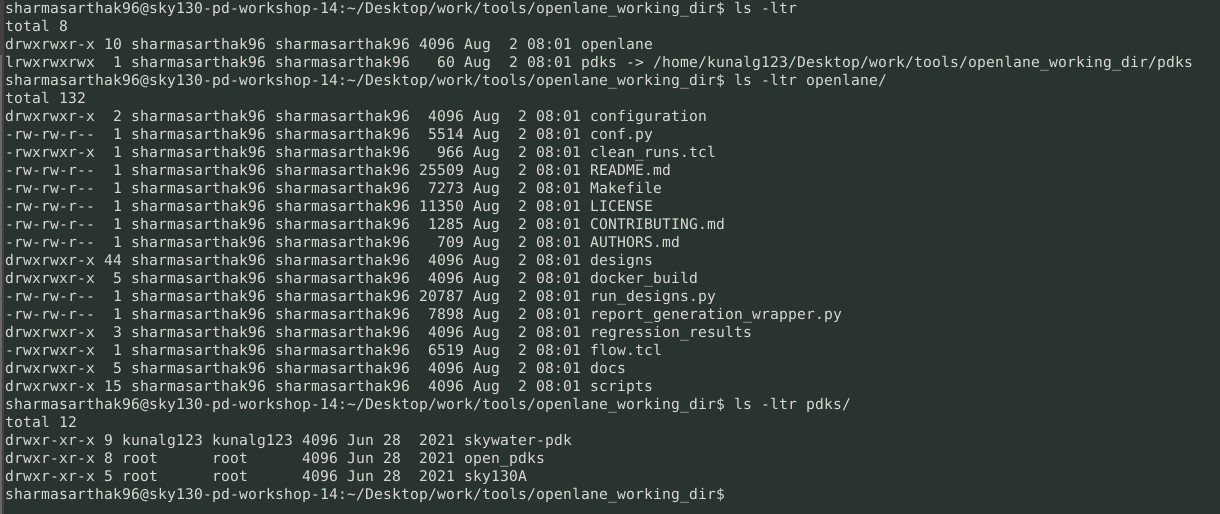 sharmasarthak96@sky130-pd-workshop-14:~/Desktop/work/tools/openlane_working_dir$ ls -ltr
total 8
drwxrwxr-x 10 sharmasarthak96 sharmasarthak96 4096 Aug  2 08:01 openlane
lrwxrwxrwx  1 sharmasarthak96 sharmasarthak96   60 Aug  2 08:01 pdks -> /home/kunalg123/Desktop/work/tools/openlane_working_dir/pdks
sharmasarthak96@sky130-pd-workshop-14:~/Desktop/work/tools/openlane_working_dir$ ls -ltr openlane/
total 132
drwxrwxr-x  2 sharmasarthak96 sharmasarthak96  4096 Aug  2 08:01 configuration
-rw-rw-r--  1 sharmasarthak96 sharmasarthak96  5514 Aug  2 08:01 conf.py
-rwxrwxr-x  1 sharmasarthak96 sharmasarthak96   966 Aug  2 08:01 clean_runs.tcl
-rw-rw-r--  1 sharmasarthak96 sharmasarthak96 25509 Aug  2 08:01 README.md
-rw-rw-r--  1 sharmasarthak96 sharmasarthak96  7273 Aug  2 08:01 Makefile
-rw-rw-r--  1 sharmasarthak96 sharmasarthak96 11350 Aug  2 08:01 LICENSE
-rw-rw-r--  1 sharmasarthak96 sharmasarthak96  1285 Aug  2 08:01 CONTRIBUTING.md
-rw-rw-r--  1 sharmasarthak96 sharmasarthak96   709 Aug  2 08:01 AUTHORS.md
drwxrwxr-x 44 sharmasarthak96 sharmasarthak96  4096 Aug  2 08:01 designs
drwxrwxr-x  5 sharmasarthak96 sharmasarthak96  4096 Aug  2 08:01 docker_build
-rw-rw-r--  1 sharmasarthak96 sharmasarthak96 20787 Aug  2 08:01 run_designs.py
-rw-rw-r--  1 sharmasarthak96 sharmasarthak96  7898 Aug  2 08:01 report_generation_wrapper.py
drwxrwxr-x  3 sharmasarthak96 sharmasarthak96  4096 Aug  2 08:01 regression_results
-rwxrwxr-x  1 sharmasarthak96 sharmasarthak96  6519 Aug  2 08:01 flow.tcl
drwxrwxr-x  5 sharmasarthak96 sharmasarthak96  4096 Aug  2 08:01 docs
drwxrwxr-x 15 sharmasarthak96 sharmasarthak96  4096 Aug  2 08:01 scripts
sharmasarthak96@sky130-pd-workshop-14:~/Desktop/work/tools/openlane_working_dir$ ls -ltr pdks/
total 12
drwxr-xr-x 9 kunalg123 kunalg123 4096 Jun 28  2021 skywater-pdk
drwxr-xr-x 8 root      root      4096 Jun 28  2021 open_pdks
drwxr-xr-x 5 root      root      4096 Jun 28  2021 sky130A
sharmasarthak96@sky130-pd-workshop-14:~/Desktop/work/tools/openlane_working_dir$